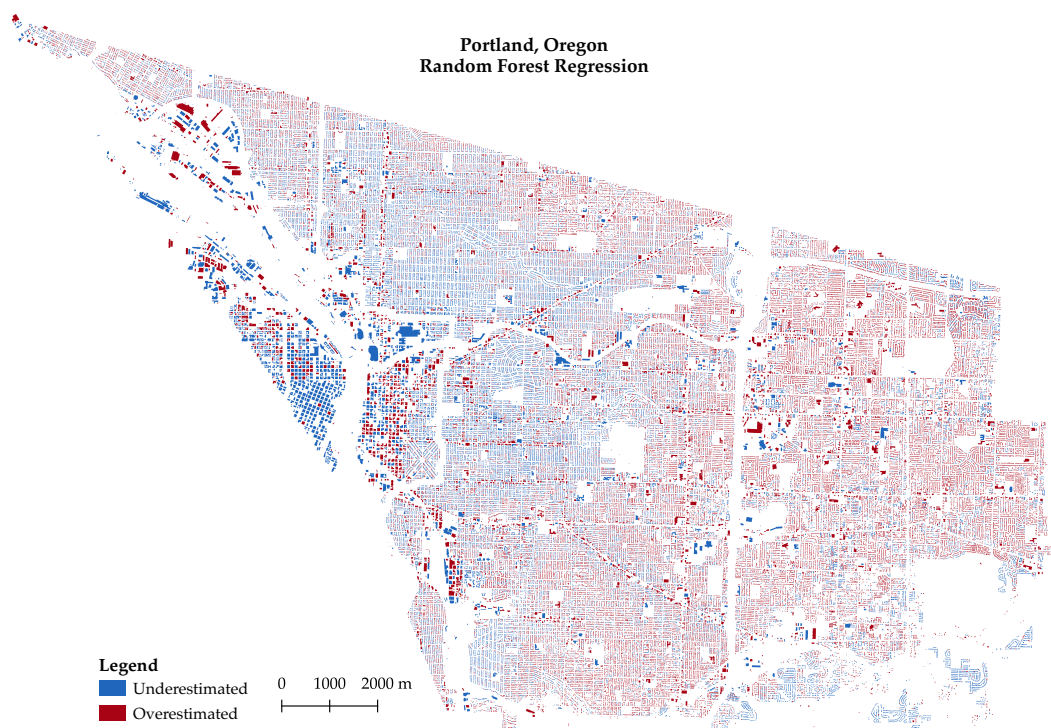 Portland, Oregon
Random Forest Regression
Legend
Underestimated
Overestimated
0 1000 2000 m